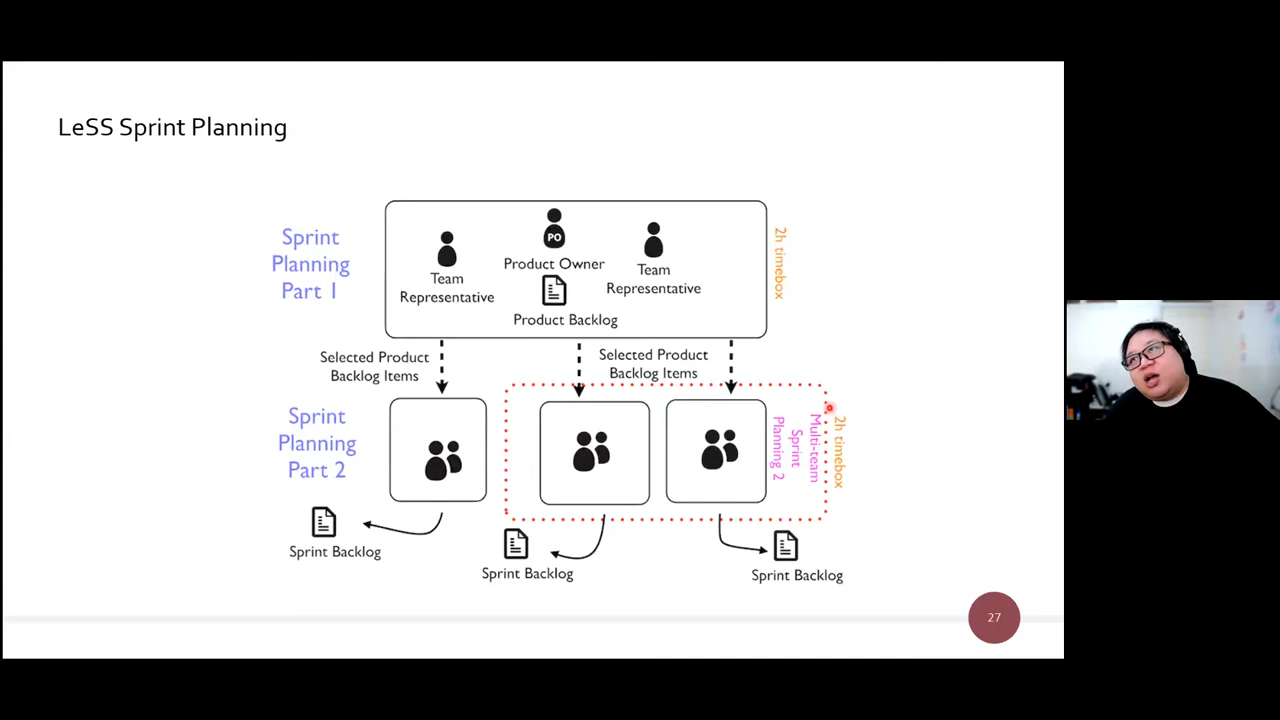 LeSS Sprint Planning
Sprint
Planning
Part 1
PO
Product Owner
Team
Representative
Team
Representative
Product Backlog
2h timebox
Selected Product
Backlog Items
Selected Product
Backlog Items
Sprint
Planning
Part 2
Multi-team
Sprint
Planning 2
2h timebox
Sprint Backlog
Sprint Backlog
Sprint Backlog
27